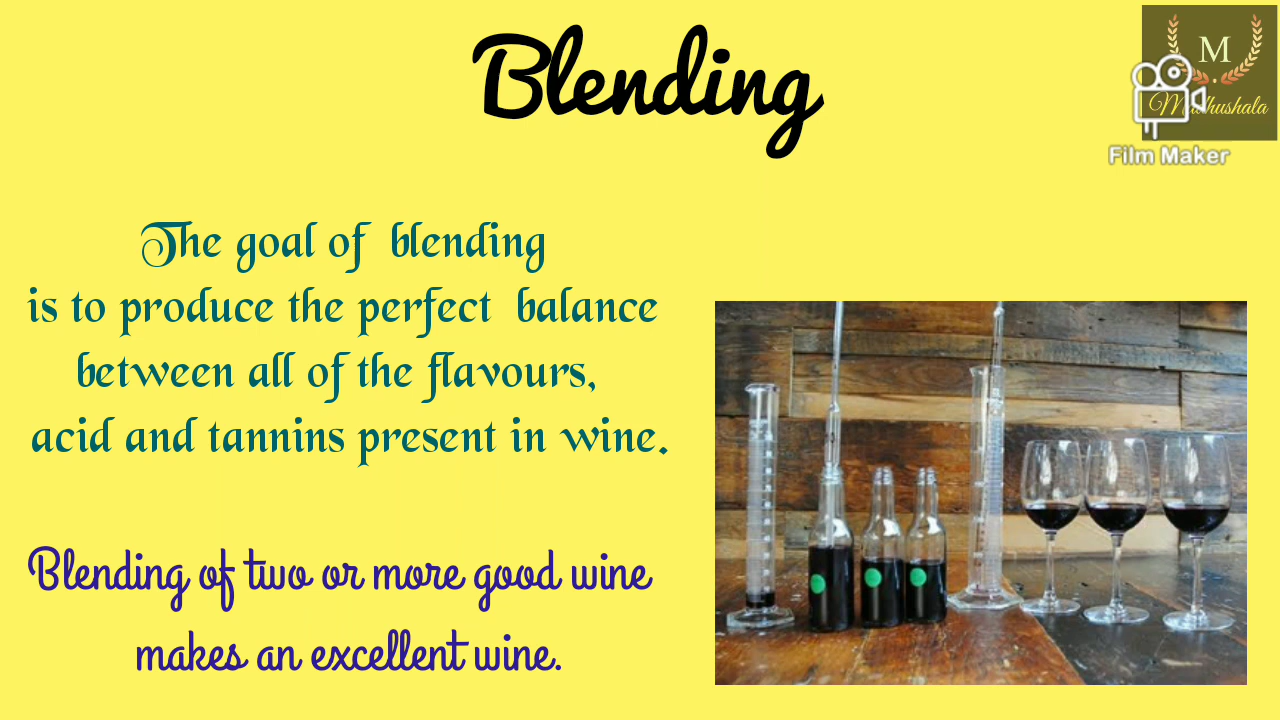 Blending
M
Madhushala
Film Maker
The goal of blending
is to produce the perfect balance
between all of the flavours,
acid and tannins present in wine.
Blending of two or more good wine
makes an excellent wine.